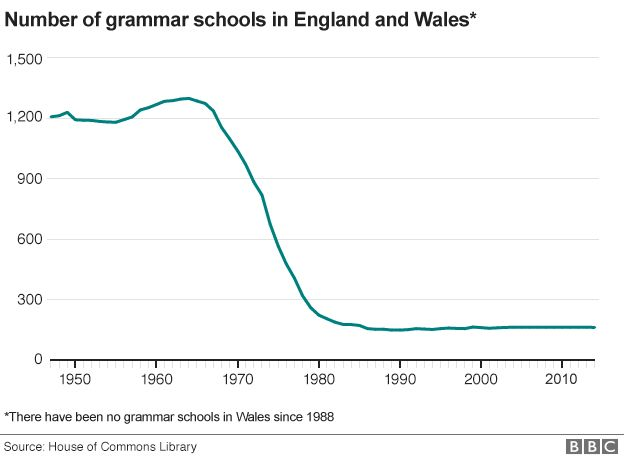 Number of grammar schools in England and Wales*
1,500
1,200
900
600
300
0
1950 1960 1970 1980 1990 2000 2010
*There have been no grammar schools in Wales since 1988
Source: House of Commons Library
BBC